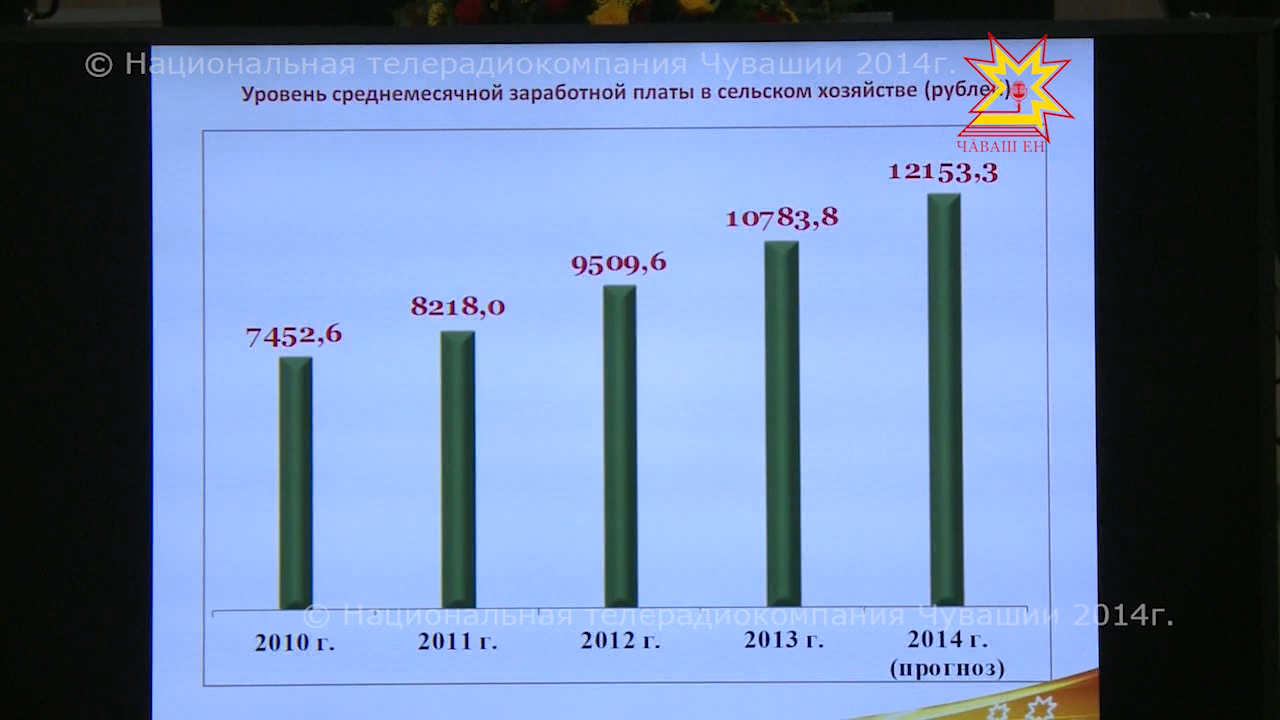 © Национальная телерадиокомпания Чувашии 2014г.
Уровень среднемесячной заработной платы в сельском хозяйстве (рублей)
ЧӐВАШ ЕН
12153,3
10783,8
9509,6
8218,0
7452,6
© Национальная телерадиокомпания Чувашии 2014г.
2010 г. 2011 г. 2012 г. 2013 г. 2014 г.
(прогноз)